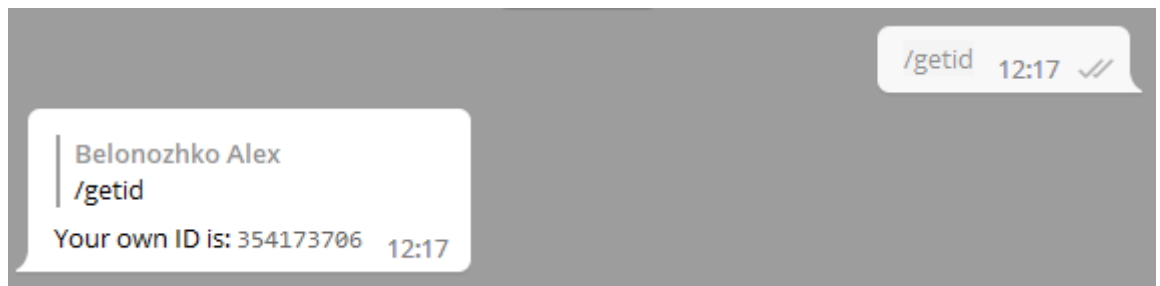 /getid 12:17
Belonozhko Alex
/getid
Your own ID is: 354173706 12:17